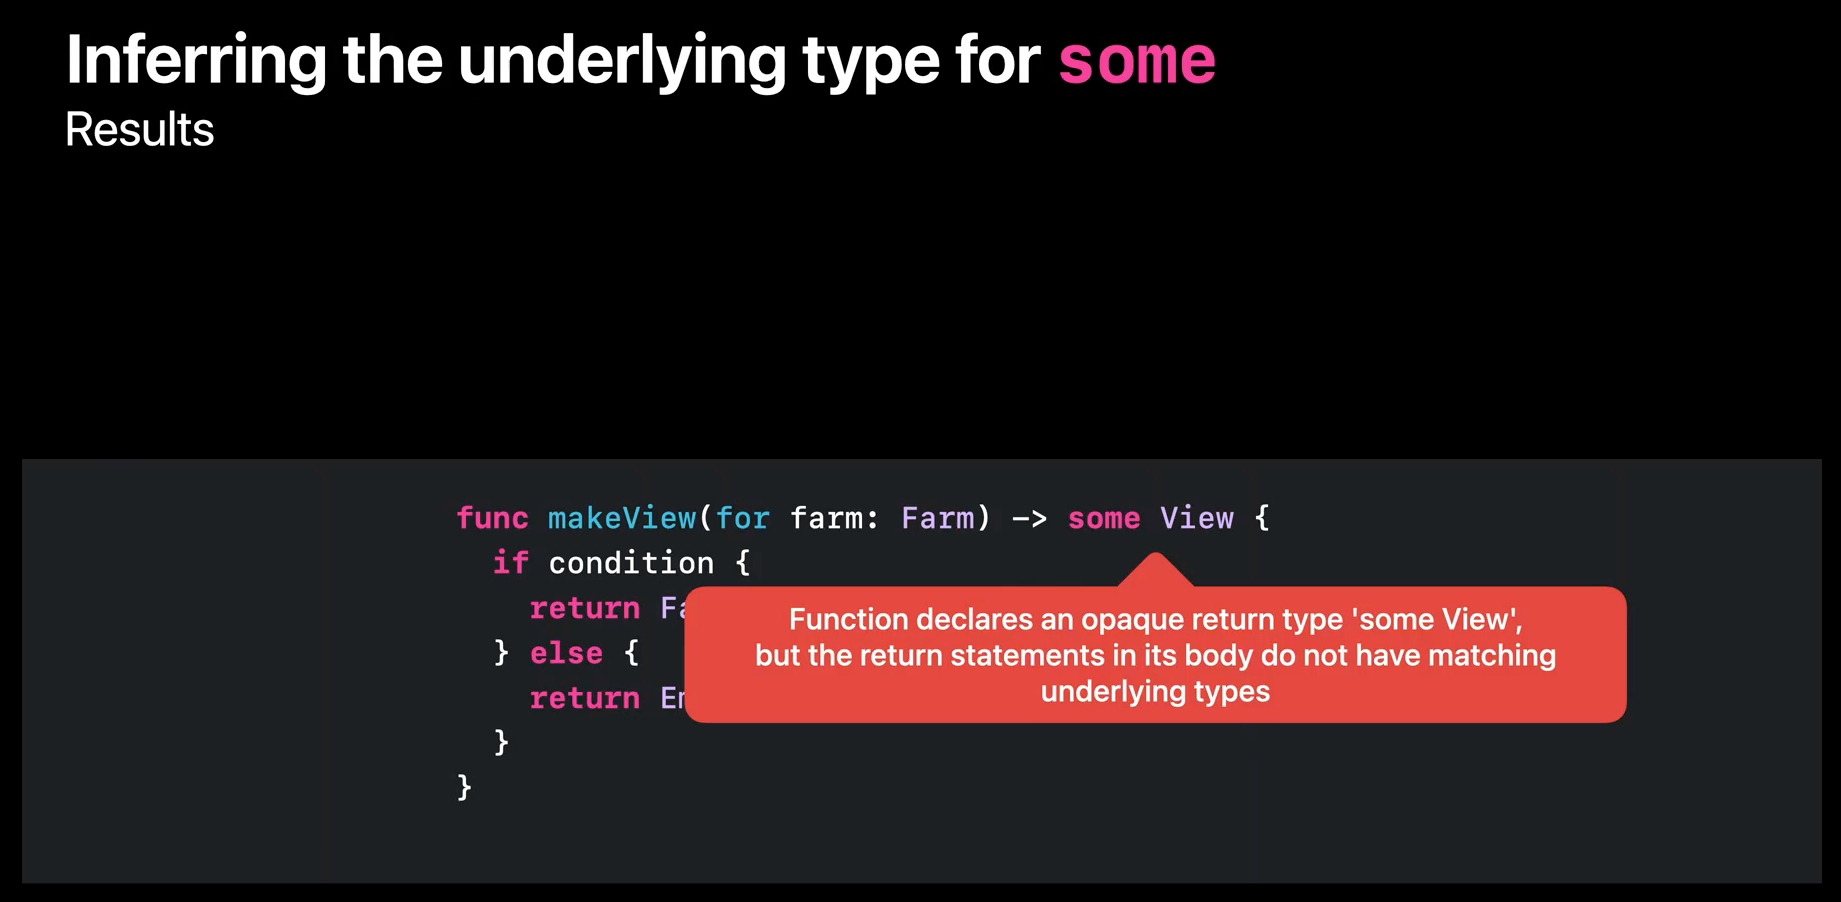 Inferring the underlying type for some
Results
func makeView(for farm: Farm) -> some View {
if condition {
return
Function declares an opaque return type 'some View',
but the return statements in its body do not have matching
underlying types
} else {
return
}
}